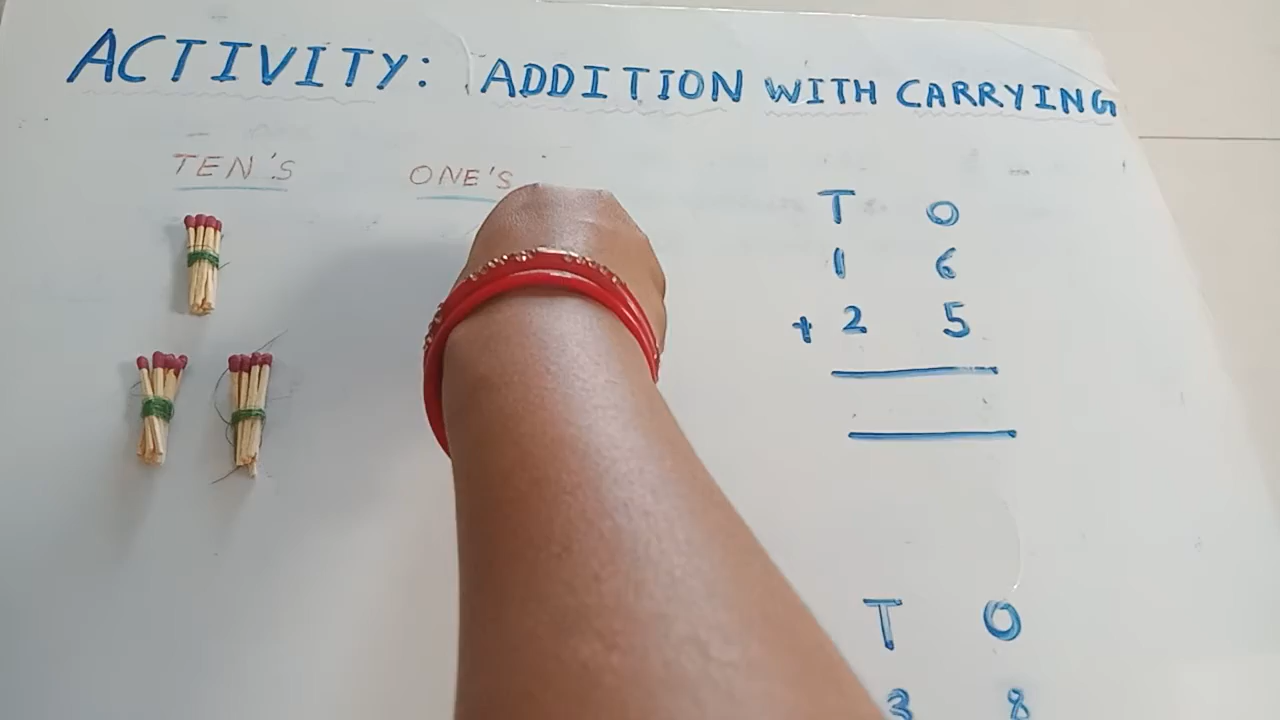 ACTIVITY: ADDITION WITH CARRYING
TEN'S ONE'S
T O
1 6
+ 2 5
T O
3 8